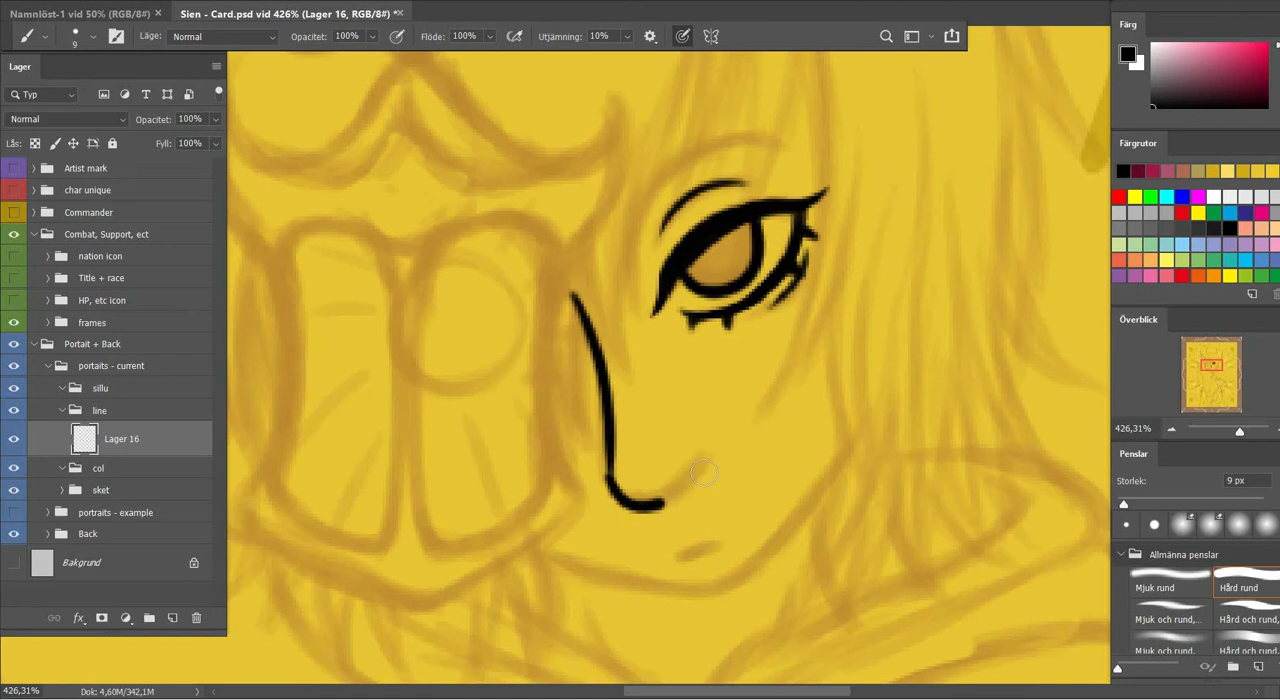 Namnlöst-1 vid 50% (RGB/8#)
Sien - Card.psd vid 426% (Lager 16, RGB/8#) *
9
Läge:
Normal
Opacitet: 100%
Flöde: 100%
Utjämning: 10%
Lager
Typ
Normal
Opacitet: 100%
Lås:
Fyll: 100%
Artist mark
char unique
Commander
Combat, Support, ect
nation icon
Title + race
HP, etc icon
frames
Portait + Back
portaits - current
sillu
line
Lager 16
col
sket
portraits - example
Back
Bakgrund
fx
426,31%
Dok: 4,60M/342,1M
Färg
Färgrutor
Överblick
426,31%
Penslar
Storlek:
9 px
Allmänna penslar
Mjuk rund
Hård rund
Mjuk och rund,...
Hård och rund,
Mjuk och rund,
Hård och rund,